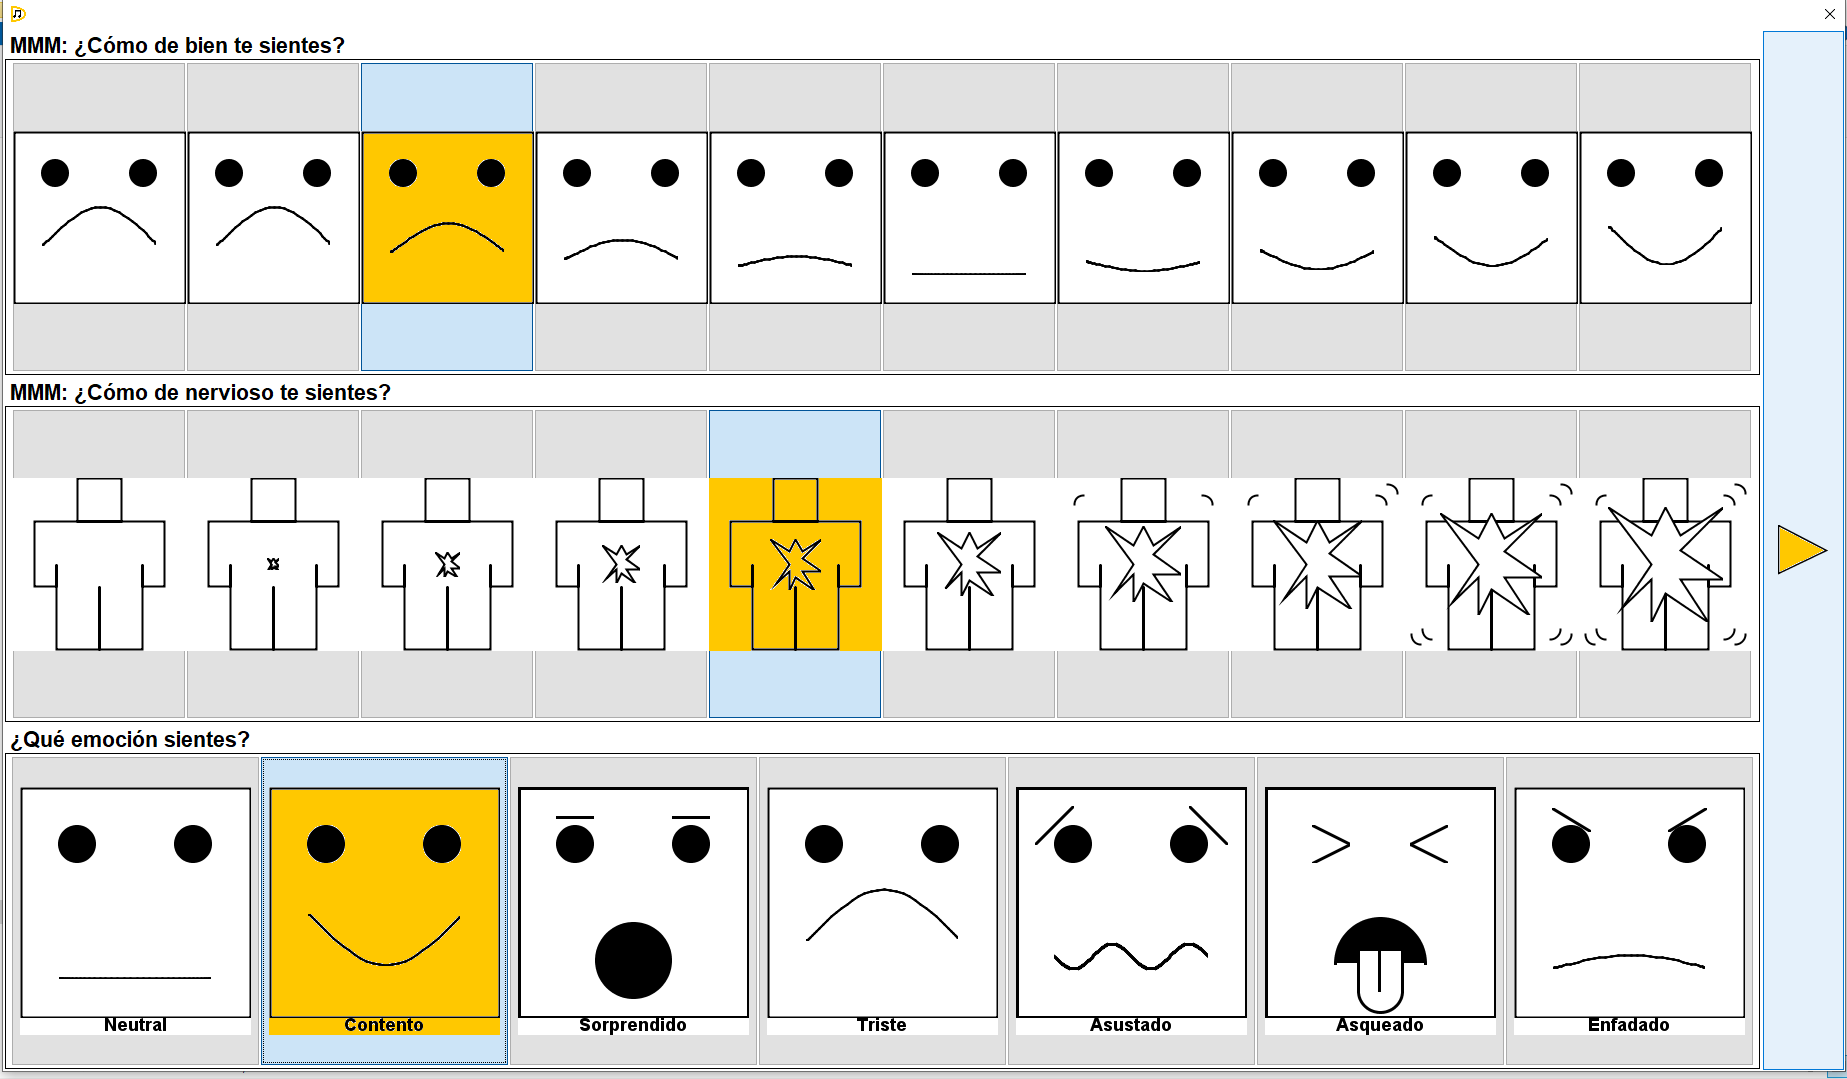 MMM: ¿Cómo de bien te sientes?
MMM: ¿Cómo de nervioso te sientes?
¿Qué emoción sientes?
Neutral
Contento
Sorprendido
Triste
Asustado
Asqueado
Enfadado